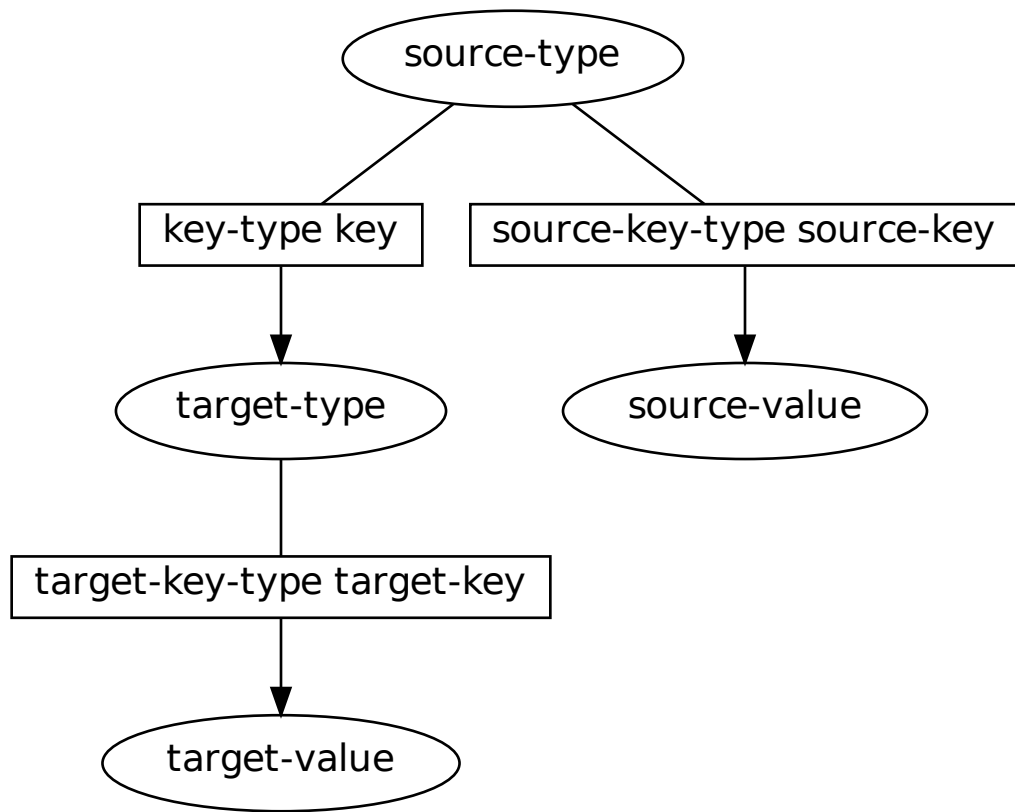 source-type
key-type key
source-key-type source-key
target-type
source-value
target-key-type target-key
target-value